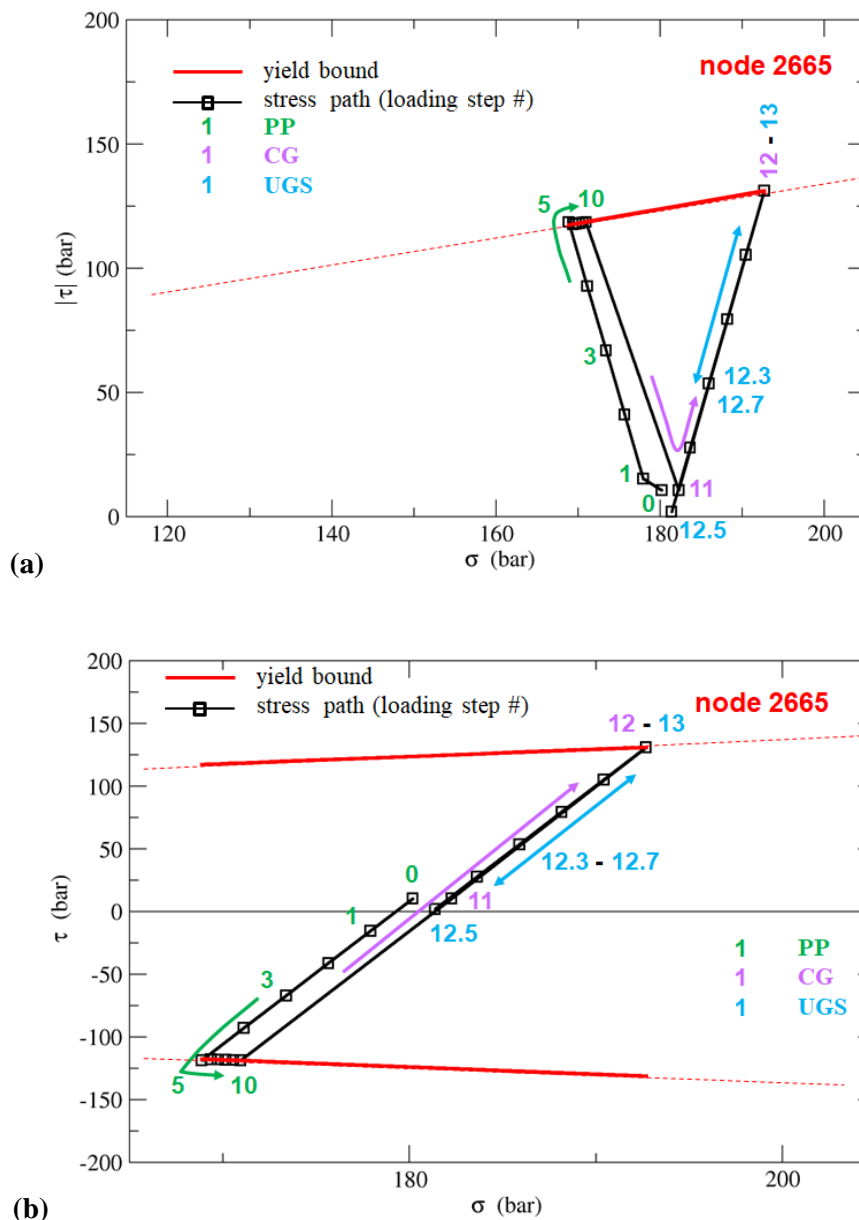 200
150
100
50
0
|τ| (bar)
yield bound
stress path (loading step #)
1 PP
1 CG
1 UGS
node 2665
12 - 13
5
10
3
1
0
11
12.3
12.7
12.5
120
140
160
180
200
σ (bar)
(a)
200
150
100
50
0
-50
-100
-150
-200
τ (bar)
yield bound
stress path (loading step #)
node 2665
12 - 13
12.3 - 12.7
0
11
1
12.5
3
5
10
1 PP
1 CG
1 UGS
180
200
σ (bar)
(b)